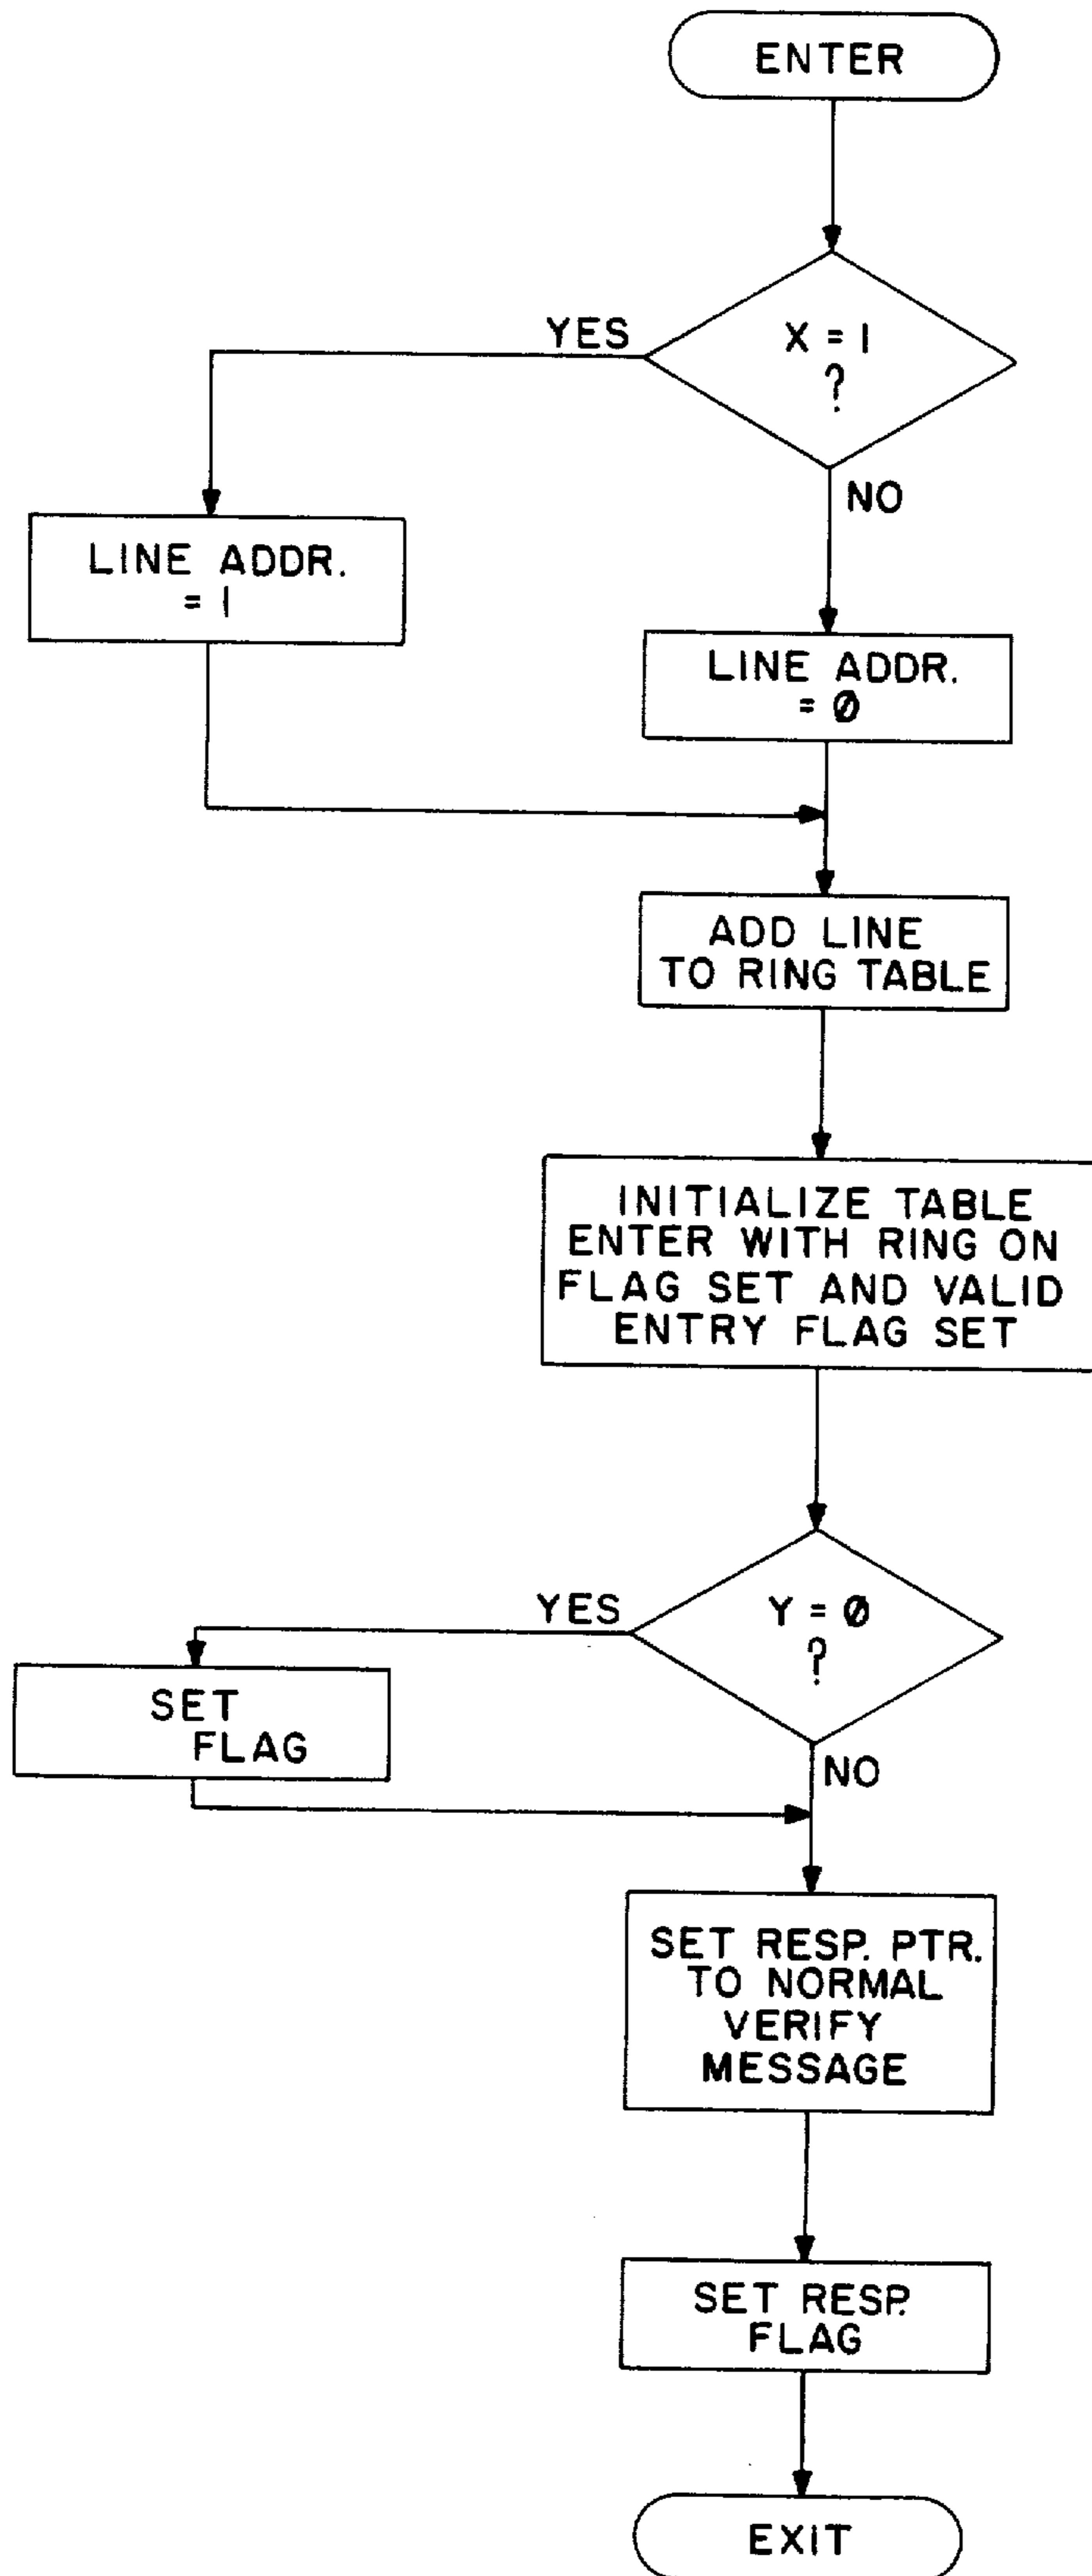 ENTER
X = 1
?
YES
NO
LINE ADDR.
= 1
LINE ADDR.
= Ø
ADD LINE
TO RING TABLE
INITIALIZE TABLE
ENTER WITH RING ON
FLAG SET AND VALID
ENTRY FLAG SET
Y = Ø
?
YES
NO
SET
FLAG
SET RESP. PTR.
TO NORMAL
VERIFY
MESSAGE
SET RESP.
FLAG
EXIT